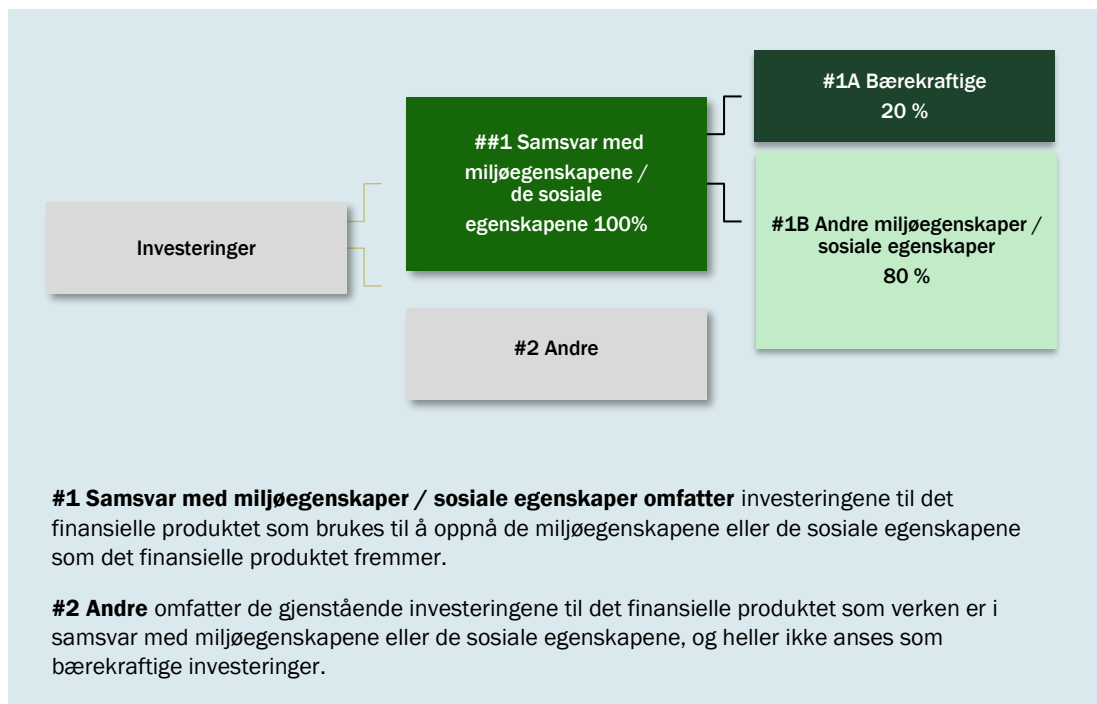 Investeringer
##1 Samsvar med
miljøegenskapene /
de sosiale
egenskapene 100%
#2 Andre
#1A Bærekraftige
20 %
#1B Andre miljøegenskaper /
sosiale egenskaper
80 %
#1 Samsvar med miljøegenskaper / sosiale egenskaper omfatter investeringene til det
finansielle produktet som brukes til å oppnå de miljøegenskapene eller de sosiale egenskapene
som det finansielle produktet fremmer.
#2 Andre omfatter de gjenstående investeringene til det finansielle produktet som verken er i
samsvar med miljøegenskapene eller de sosiale egenskapene, og heller ikke anses som
bærekraftige investeringer.